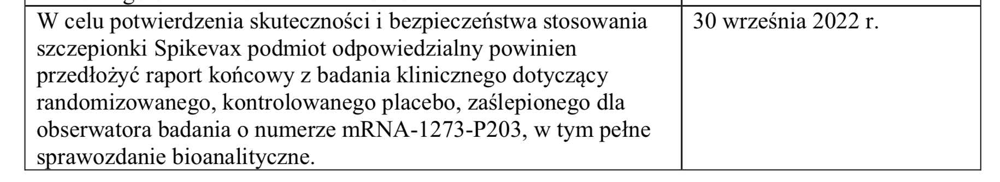 W celu potwierdzenia skuteczności i bezpieczeństwa stosowania
szczepionki Spikevax podmiot odpowiedzialny powinien
przedłożyć raport końcowy z badania klinicznego dotyczący
randomizowanego, kontrolowanego placebo, zaślepionego dla
obserwatora badania o numerze mRNA-1273-P203, w tym pełne
sprawozdanie bioanalityczne.
30 września 2022 r.